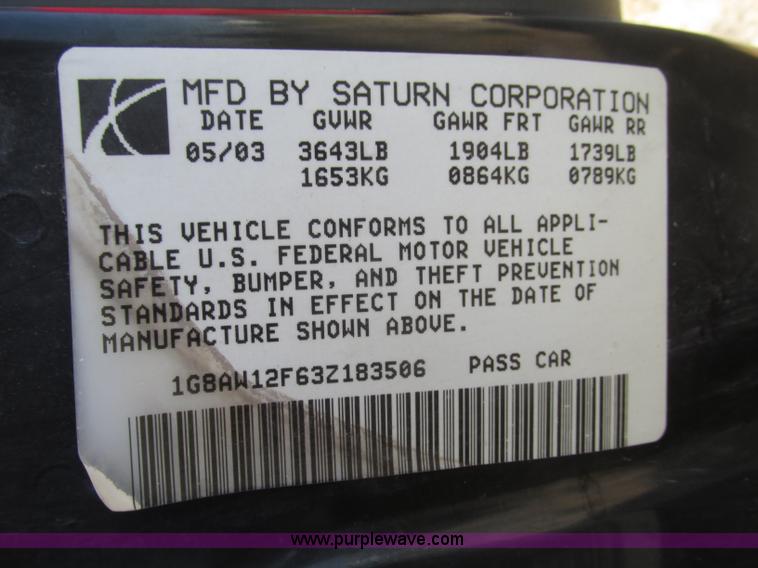 MFD BY SATURN CORPORATION
DATE GVWR GAWR FRT GAWR RR
05/03 3643LB 1904LB 1739LB
1653KG 0864KG 0789KG
THIS VEHICLE CONFORMS TO ALL APPLI-
CABLE U.S. FEDERAL MOTOR VEHICLE
SAFETY, BUMPER, AND THEFT PREVENTION
STANDARDS IN EFFECT ON THE DATE OF
MANUFACTURE SHOWN ABOVE.
1G8AW12F63Z183506 PASS CAR
www.purplewave.com